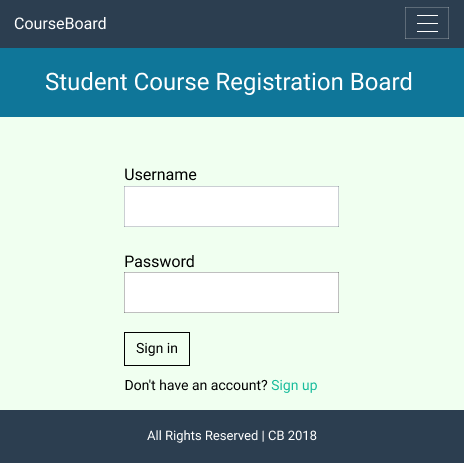 CourseBoard
Student Course Registration Board
Username
Password
Sign in
Don't have an account? Sign up
All Rights Reserved | CB 2018